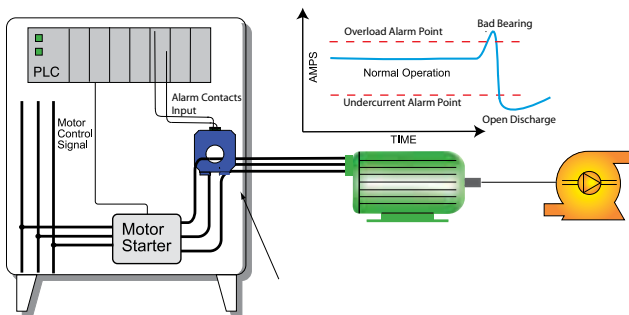 PLC
Alarm Contacts
Input
Motor
Control
Signal
Motor
Starter
AMPS
Overload Alarm Point
Bad Bearing
Normal Operation
Undercurrent Alarm Point
Open Discharge
TIME